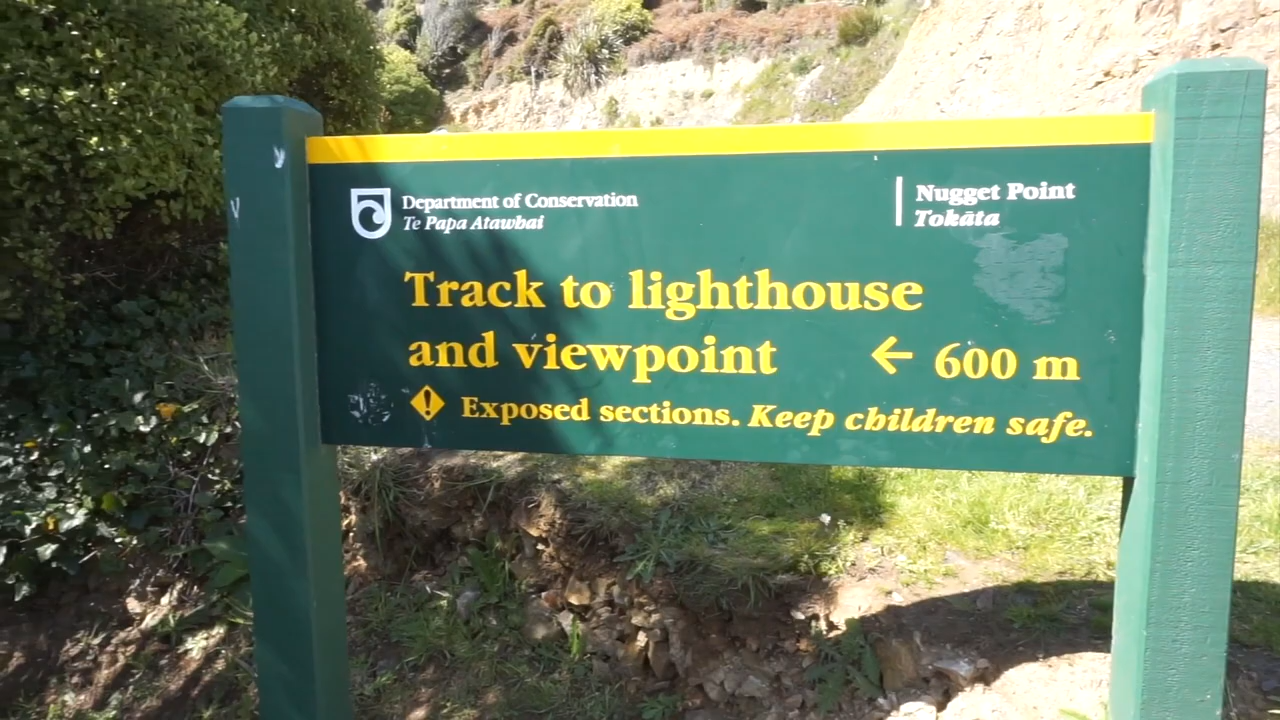 Department of Conservation
Te Papa Atawhai
Nugget Point
Tokāta
Track to lighthouse
and viewpoint ← 600 m
Exposed sections. Keep children safe.